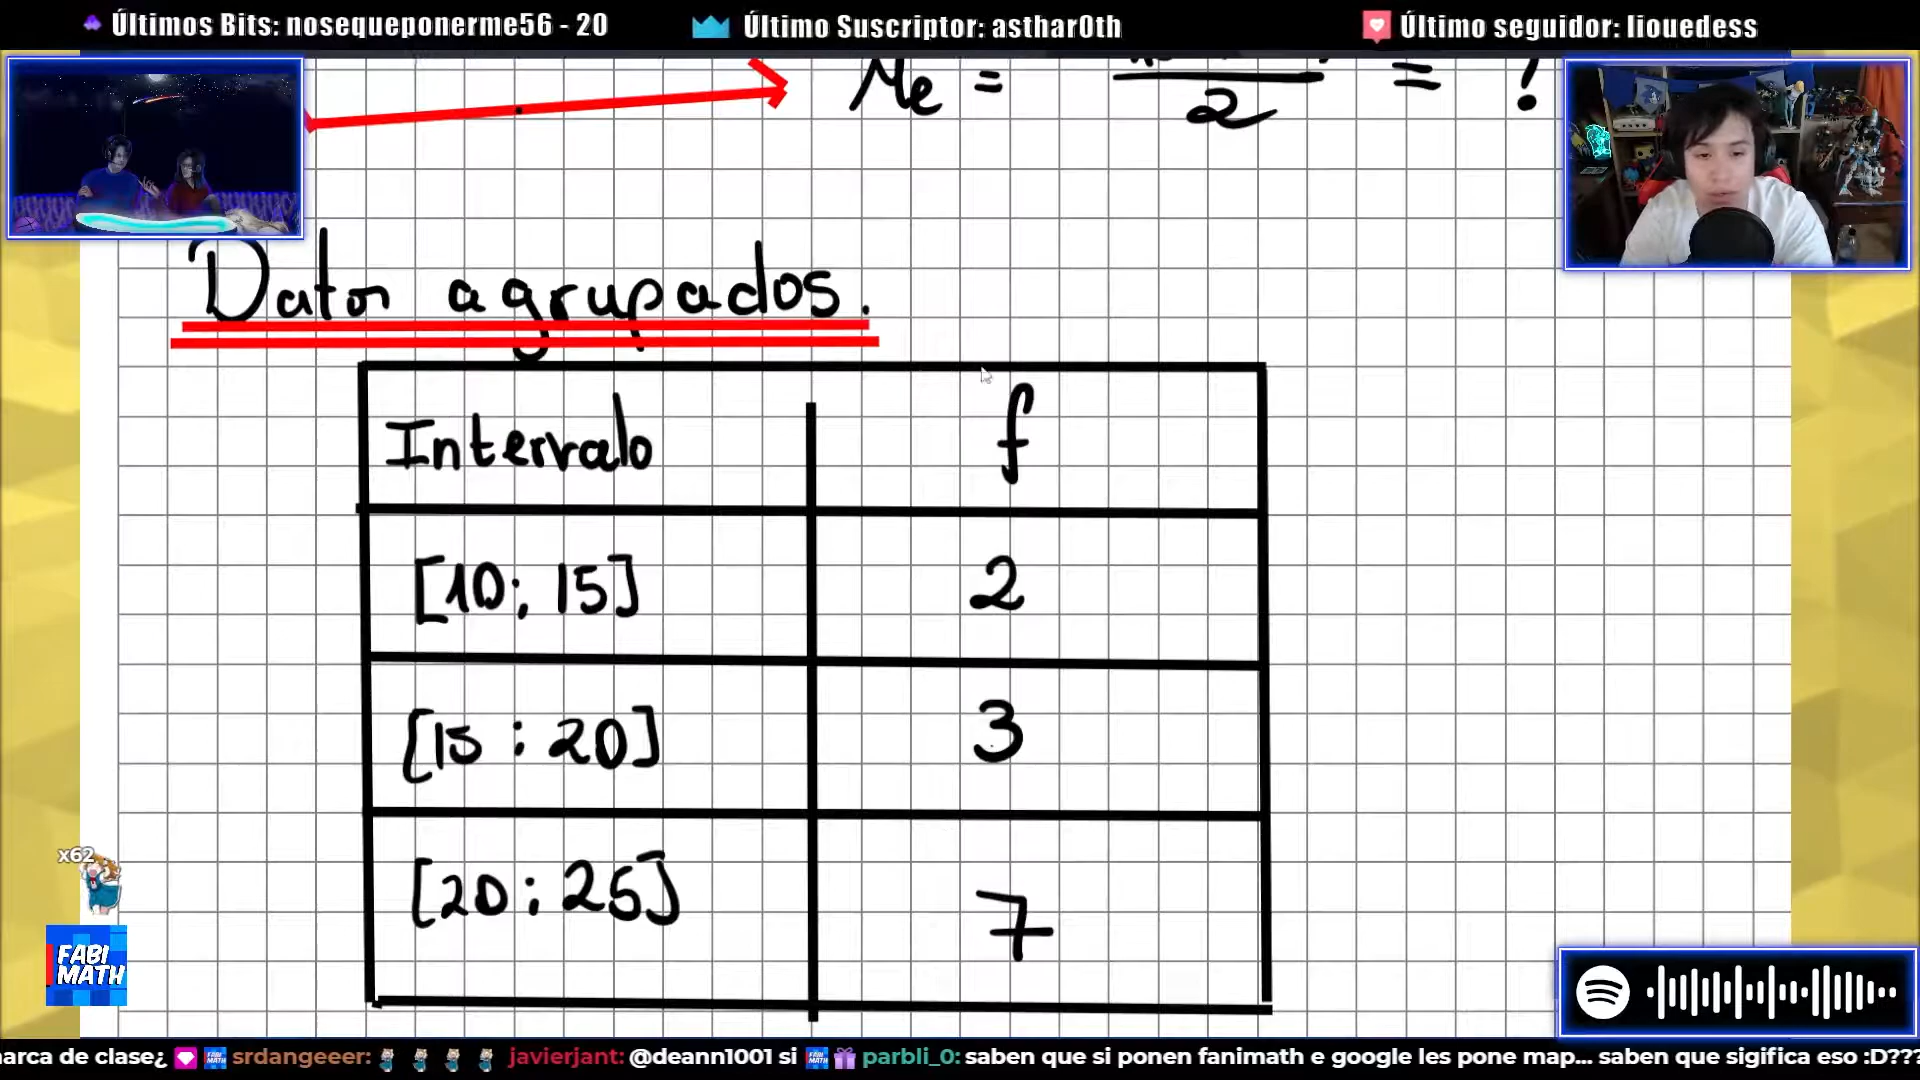 Últimos Bits: nosequeponerme56 - 20
Último Suscriptor: asthar0th
Último seguidor: liouedess
Me = 2 = ?
Datos agrupados.
Intervalo f
[10; 15] 2
[15 ; 20] 3
[20 ; 25] 7
x62
FABI
MATH
marca de clase¿ srdangeeer: javierjant: @deann1001 si parbli_0: saben que si ponen fanimath e google les pone map... saben que sigifica eso :D???